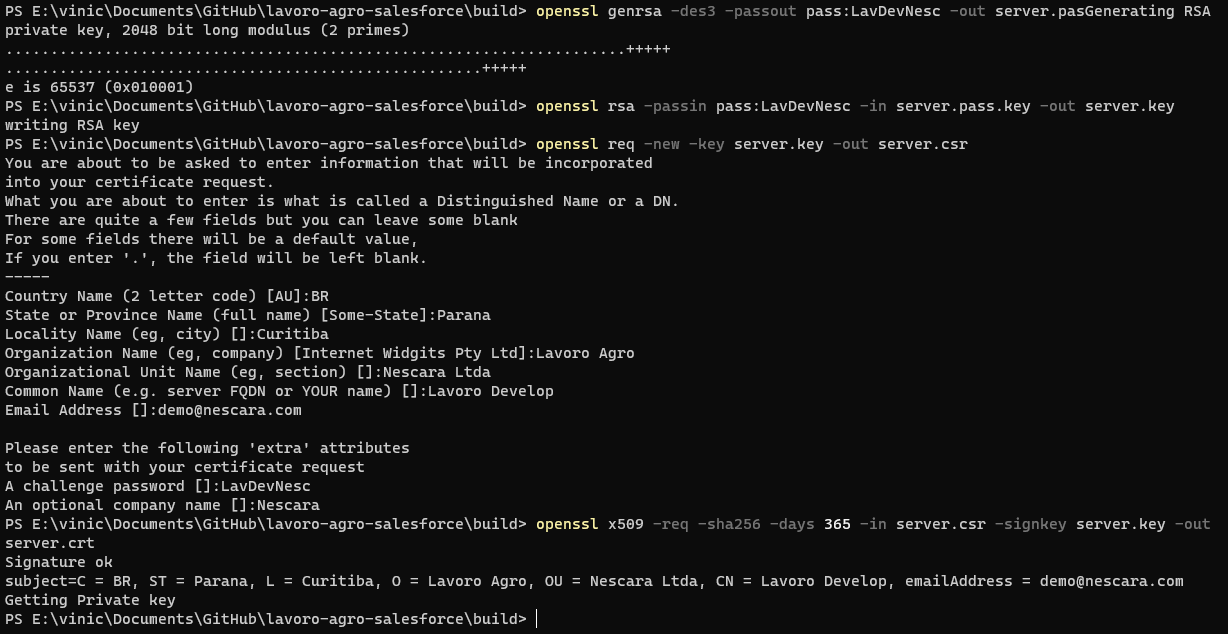 PS E:\vinic\Documents\GitHub\lavoro-agro-salesforce\build> openssl genrsa -des3 -passout pass:LavDevNesc -out server.pasGenerating RSA
private key, 2048 bit long modulus (2 primes)
.....................................................................+++++
.....................................................+++++
e is 65537 (0x010001)
PS E:\vinic\Documents\GitHub\lavoro-agro-salesforce\build> openssl rsa -passin pass:LavDevNesc -in server.pass.key -out server.key
writing RSA key
PS E:\vinic\Documents\GitHub\lavoro-agro-salesforce\build> openssl req -new -key server.key -out server.csr
You are about to be asked to enter information that will be incorporated
into your certificate request.
What you are about to enter is what is called a Distinguished Name or a DN.
There are quite a few fields but you can leave some blank
For some fields there will be a default value,
If you enter '.', the field will be left blank.
-----
Country Name (2 letter code) [AU]:BR
State or Province Name (full name) [Some-State]:Parana
Locality Name (eg, city) []:Curitiba
Organization Name (eg, company) [Internet Widgits Pty Ltd]:Lavoro Agro
Organizational Unit Name (eg, section) []:Nescara Ltda
Common Name (e.g. server FQDN or YOUR name) []:Lavoro Develop
Email Address []:demo@nescara.com

Please enter the following 'extra' attributes
to be sent with your certificate request
A challenge password []:LavDevNesc
An optional company name []:Nescara
PS E:\vinic\Documents\GitHub\lavoro-agro-salesforce\build> openssl x509 -req -sha256 -days 365 -in server.csr -signkey server.key -out
server.crt
Signature ok
subject=C = BR, ST = Parana, L = Curitiba, O = Lavoro Agro, OU = Nescara Ltda, CN = Lavoro Develop, emailAddress = demo@nescara.com
Getting Private key
PS E:\vinic\Documents\GitHub\lavoro-agro-salesforce\build>